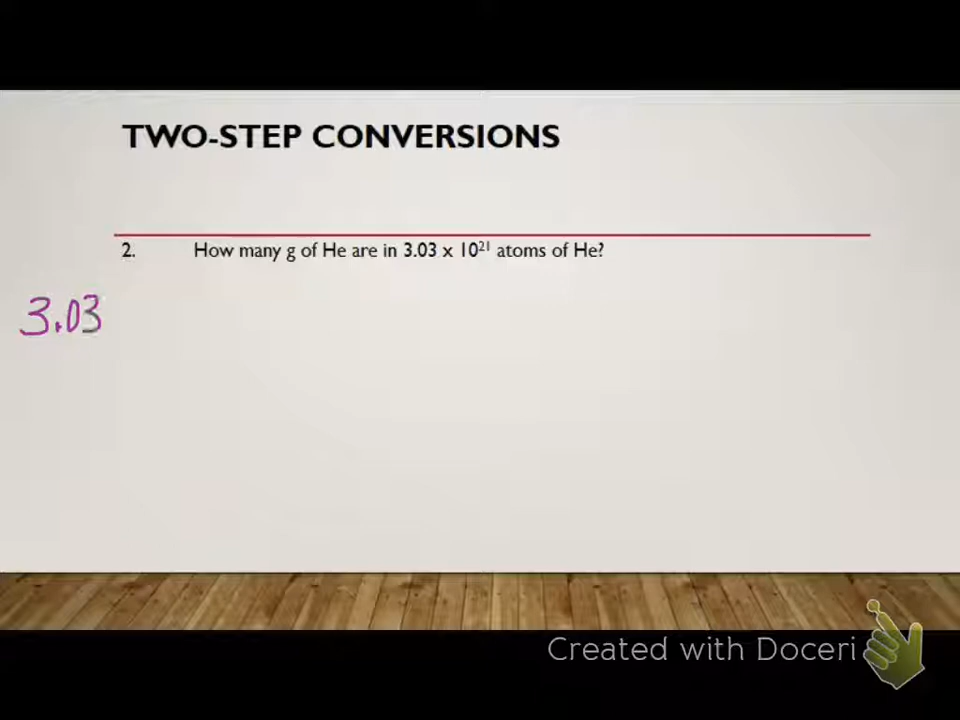 TWO-STEP CONVERSIONS
2. How many g of He are in 3.03 x 10²¹ atoms of He?
3.03
Created with Doceri